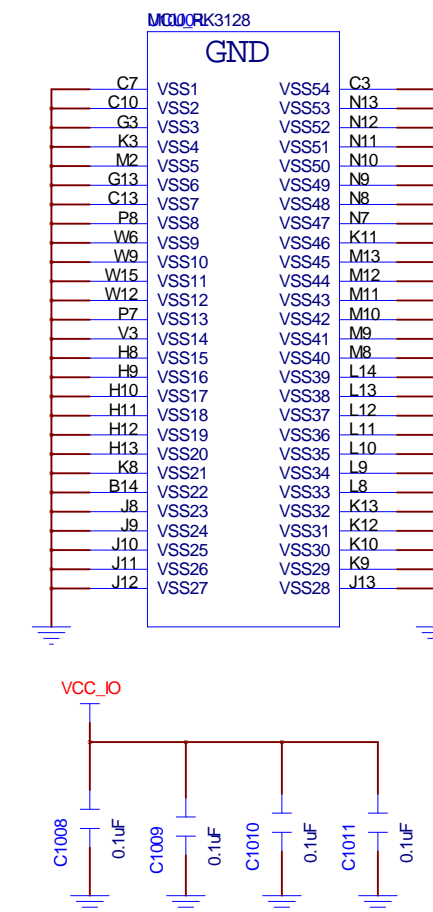 MCU_RK3128
GND
C7 VSS1 VSS54 C3
C10 VSS2 VSS53 N13
G3 VSS3 VSS52 N12
K3 VSS4 VSS51 N11
M2 VSS5 VSS50 N10
G13 VSS6 VSS49 N9
C13 VSS7 VSS48 N8
P8 VSS8 VSS47 N7
W6 VSS9 VSS46 K11
W9 VSS10 VSS45 M13
W15 VSS11 VSS44 M12
W12 VSS12 VSS43 M11
P7 VSS13 VSS42 M10
V3 VSS14 VSS41 M9
H8 VSS15 VSS40 M8
H9 VSS16 VSS39 L14
H10 VSS17 VSS38 L13
H11 VSS18 VSS37 L12
H12 VSS19 VSS36 L11
H13 VSS20 VSS35 L10
K8 VSS21 VSS34 L9
B14 VSS22 VSS33 L8
J8 VSS23 VSS32 K13
J9 VSS24 VSS31 K12
J10 VSS25 VSS30 K10
J11 VSS26 VSS29 K9
J12 VSS27 VSS28 J13
VCC_IO
C1008 0.1uF C1009 0.1uF C1010 0.1uF C1011 0.1uF